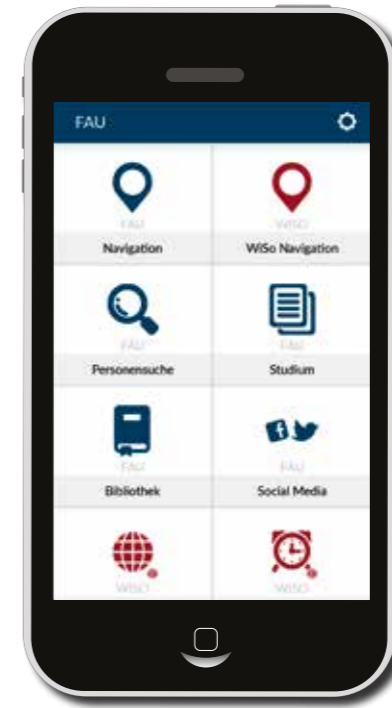 FAU
FAU WISO
Navigation WiSo Navigation
FAU FAU
Personensuche Studium
FAU FAU
Bibliothek Social Media
WISO WISO